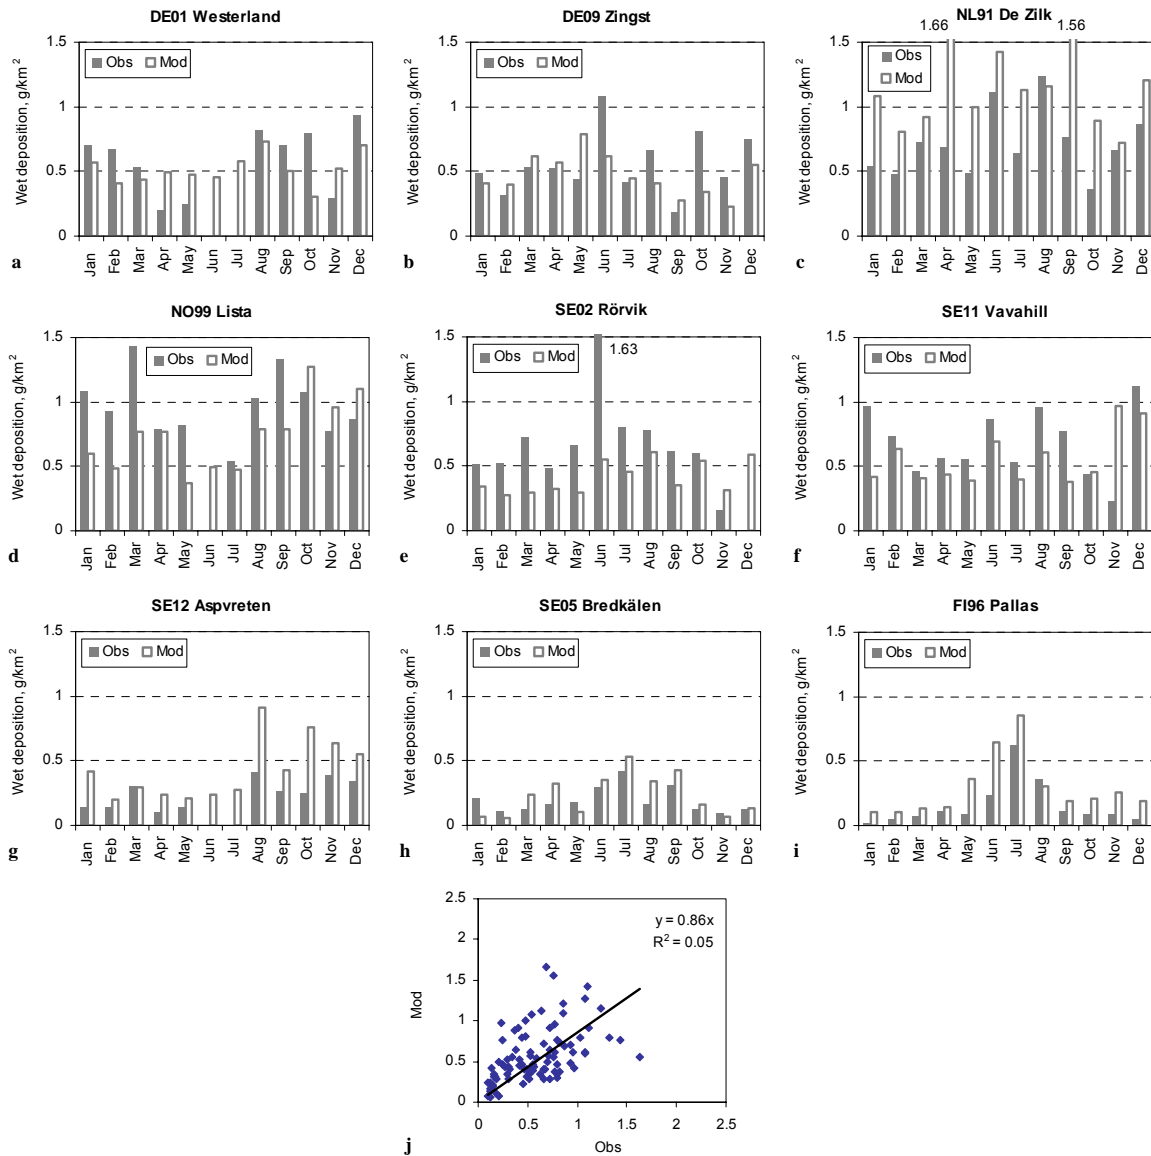 DE01 Westerland
Wet deposition, g/km²
1.5
1
0.5
0
Obs Mod
Jan Feb Mar Apr May Jun Jul Aug Sep Oct Nov Dec
a
DE09 Zingst
Wet deposition, g/km²
1.5
1
0.5
0
Obs Mod
Jan Feb Mar Apr May Jun Jul Aug Sep Oct Nov Dec
b
NL91 De Zilk
1.66 1.56
Wet deposition, g/km²
1.5
1
0.5
0
Obs
Mod
Jan Feb Mar Apr May Jun Jul Aug Sep Oct Nov Dec
c
NO99 Lista
Wet deposition, g/km²
1.5
1
0.5
0
Obs Mod
Jan Feb Mar Apr May Jun Jul Aug Sep Oct Nov Dec
d
SE02 Rörvik
Wet deposition, g/km²
1.5
1
0.5
0
Obs Mod
1.63
Jan Feb Mar Apr May Jun Jul Aug Sep Oct Nov Dec
e
SE11 Vavahill
Wet deposition, g/km²
1.5
1
0.5
0
Obs Mod
Jan Feb Mar Apr May Jun Jul Aug Sep Oct Nov Dec
f
SE12 Aspvreten
Wet deposition, g/km²
1.5
1
0.5
0
Obs Mod
Jan Feb Mar Apr May Jun Jul Aug Sep Oct Nov Dec
g
SE05 Bredkälen
Wet deposition, g/km²
1.5
1
0.5
0
Obs Mod
Jan Feb Mar Apr May Jun Jul Aug Sep Oct Nov Dec
h
FI96 Pallas
Wet deposition, g/km²
1.5
1
0.5
0
Obs Mod
Jan Feb Mar Apr May Jun Jul Aug Sep Oct Nov Dec
i
Mod
2.5
2
1.5
1
0.5
0
y = 0.86x
R² = 0.05
0 0.5 1 1.5 2 2.5
Obs
j